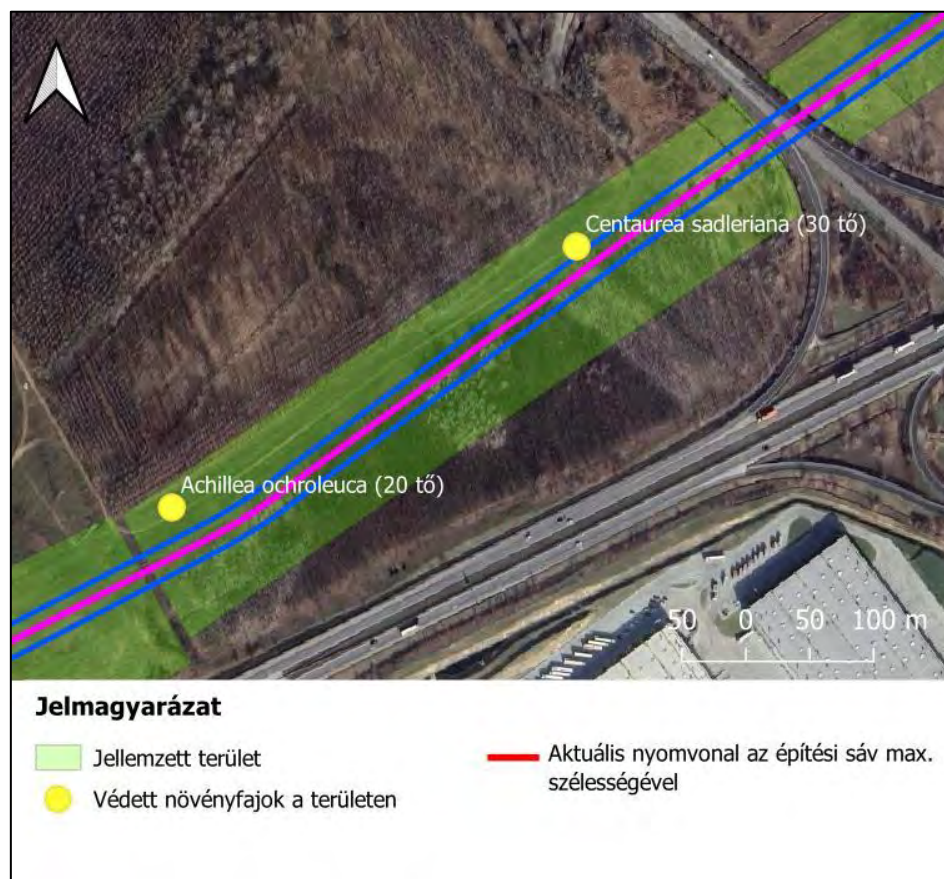 Centaurea sadleriana (30 tő)
Achillea ochroleuca (20 tő)
50 0 50 100 m
Jelmagyarázat
Jellemzett terület
Védett növényfajok a területen
Aktuális nyomvonal az építési sáv max.
szélességével